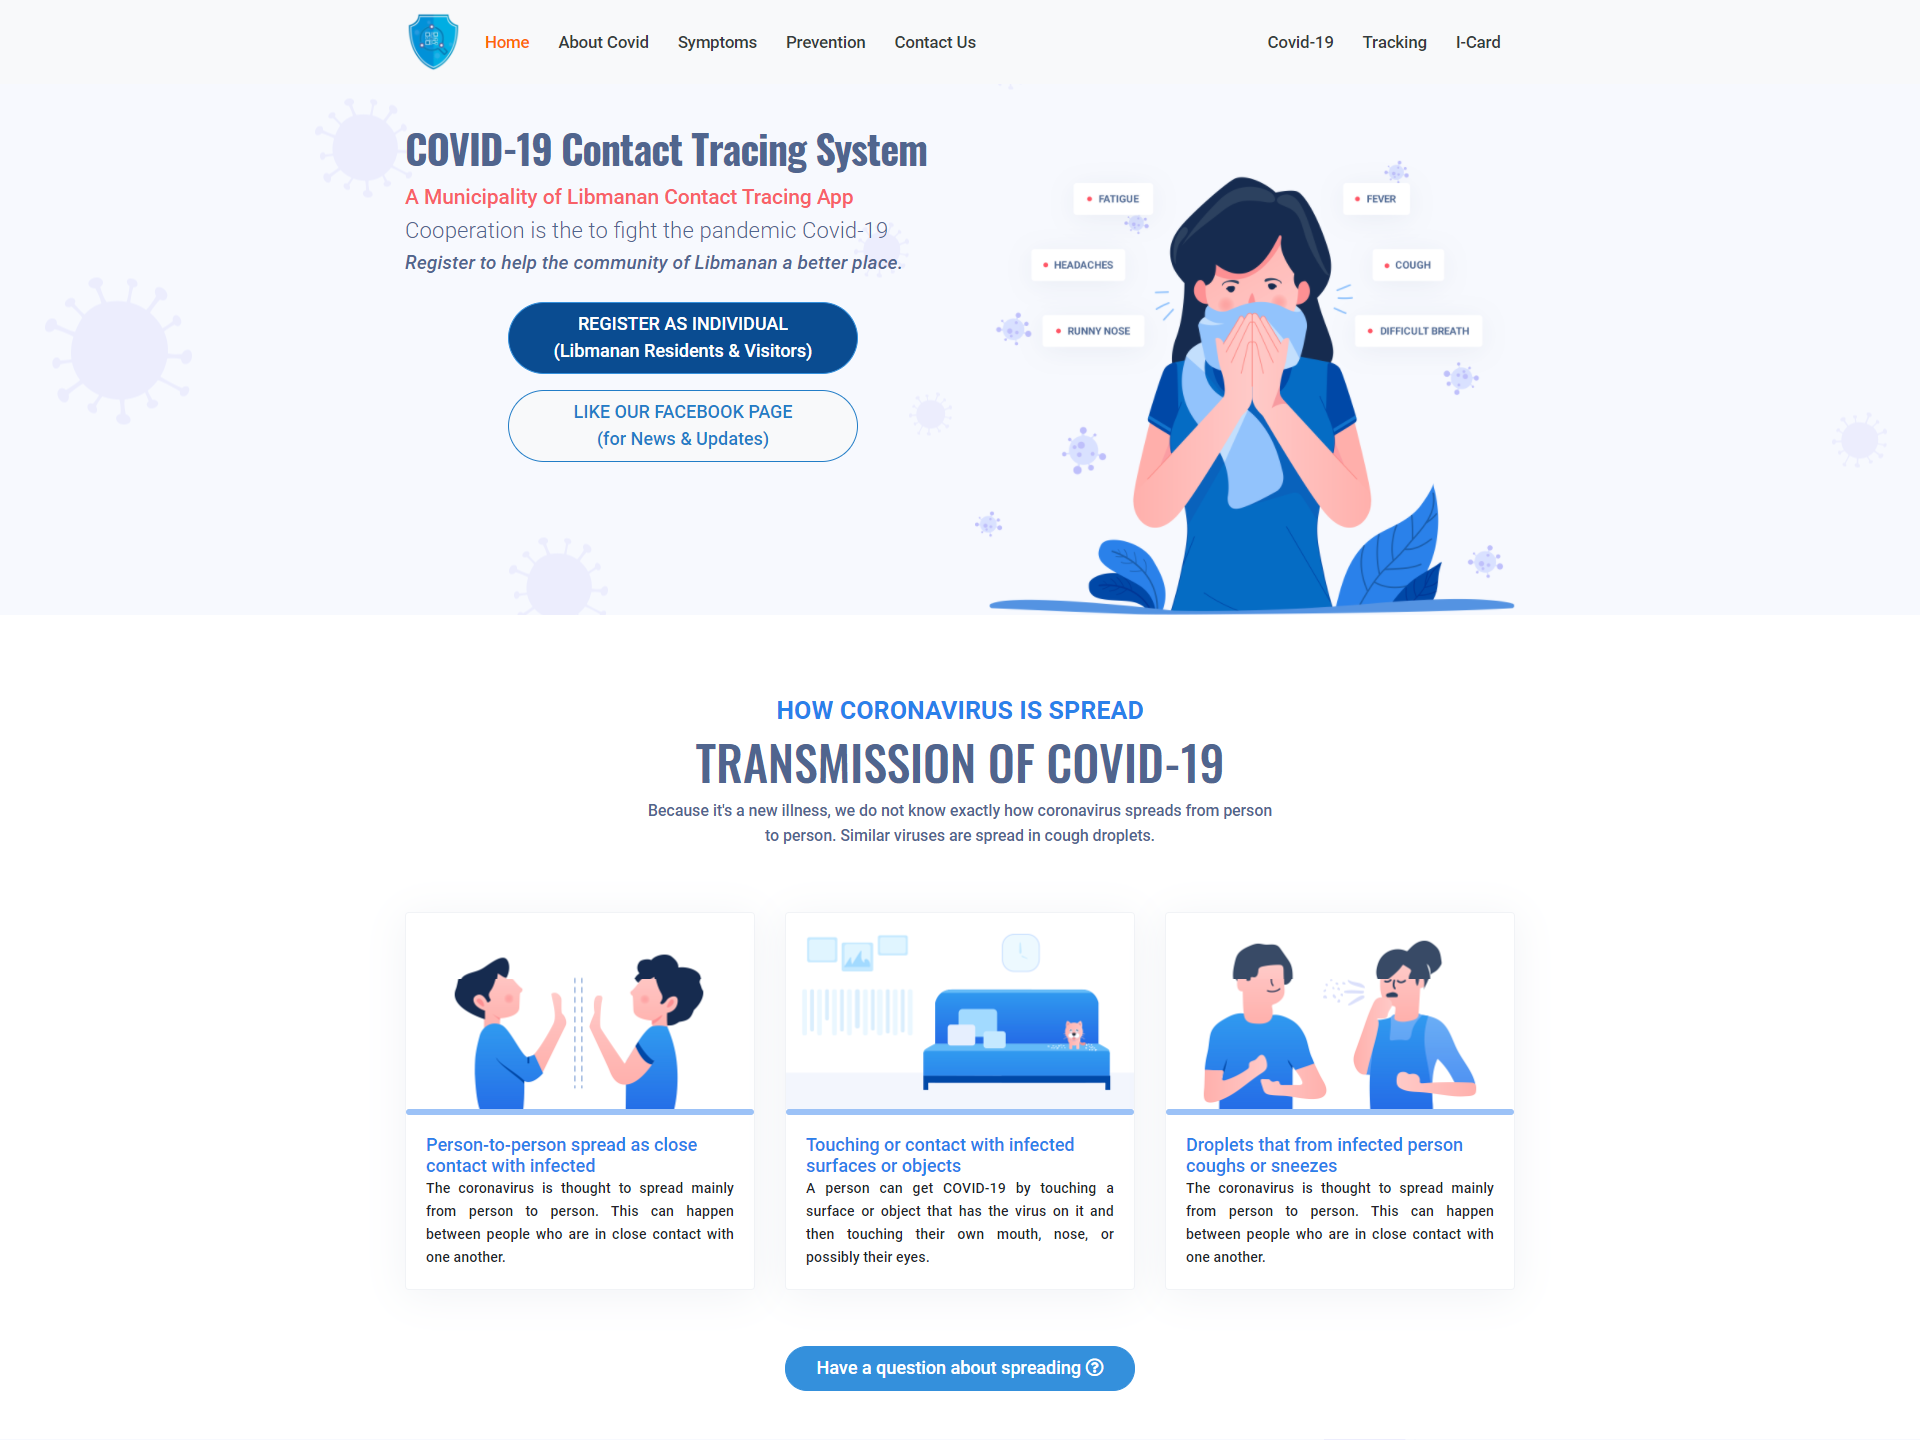 Home About Covid Symptoms Prevention Contact Us Covid-19 Tracking I-Card
COVID-19 Contact Tracing System
A Municipality of Libmanan Contact Tracing App
Cooperation is the to fight the pandemic Covid-19
Register to help the community of Libmanan a better place.
REGISTER AS INDIVIDUAL
(Libmanan Residents & Visitors)
LIKE OUR FACEBOOK PAGE
(for News & Updates)
FATIGUE
FEVER
HEADACHES
COUGH
RUNNY NOSE
DIFFICULT BREATH
HOW CORONAVIRUS IS SPREAD
TRANSMISSION OF COVID-19
Because it's a new illness, we do not know exactly how coronavirus spreads from person
to person. Similar viruses are spread in cough droplets.
Person-to-person spread as close
contact with infected
The coronavirus is thought to spread mainly
from person to person. This can happen
between people who are in close contact with
one another.
Touching or contact with infected
surfaces or objects
A person can get COVID-19 by touching a
surface or object that has the virus on it and
then touching their own mouth, nose, or
possibly their eyes.
Droplets that from infected person
coughs or sneezes
The coronavirus is thought to spread mainly
from person to person. This can happen
between people who are in close contact with
one another.
Have a question about spreading